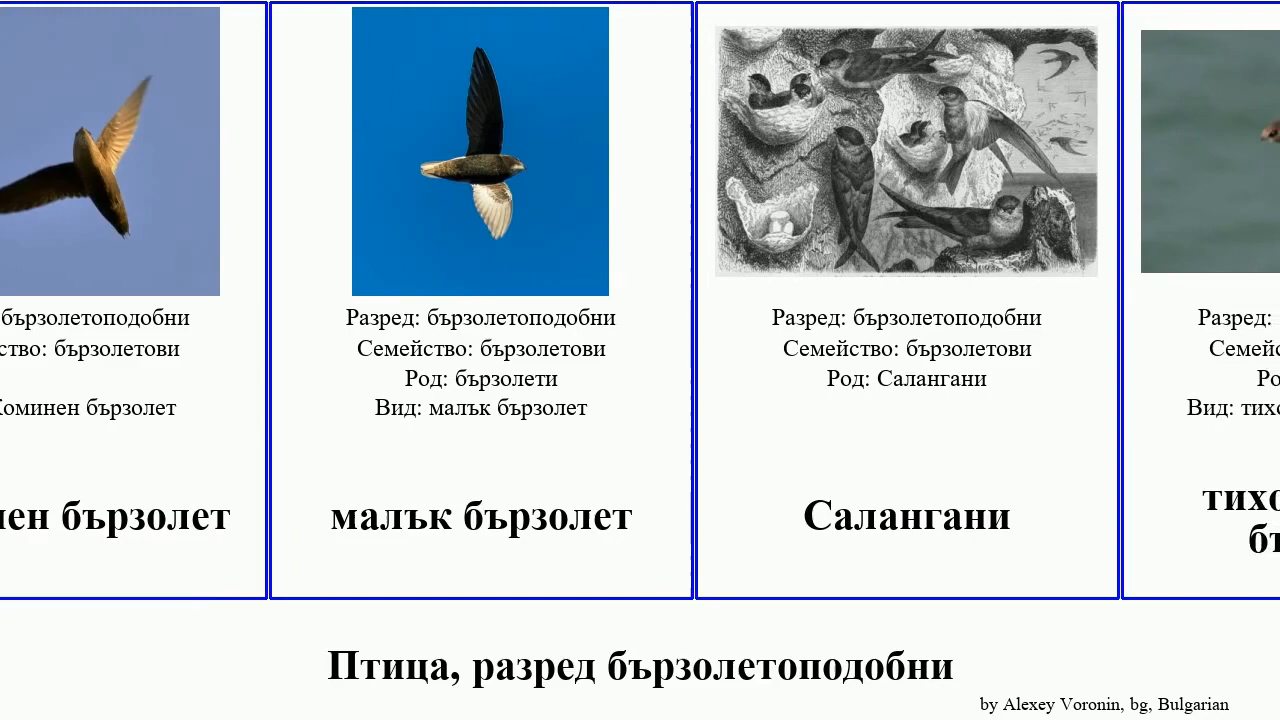 бързолетоподобни
ство: бързолетови
Коминен бързолет
нен бързолет
Разред: бързолетоподобни
Семейство: бързолетови
Род: бързолети
Вид: малък бързолет
малък бързолет
Разред: бързолетоподобни
Семейство: бързолетови
Род: Салангани
Салангани
Разред:
Семейс
Ро
Вид: тихо
тихо
бъ
Птица, разред бързолетоподобни
by Alexey Voronin, bg, Bulgarian